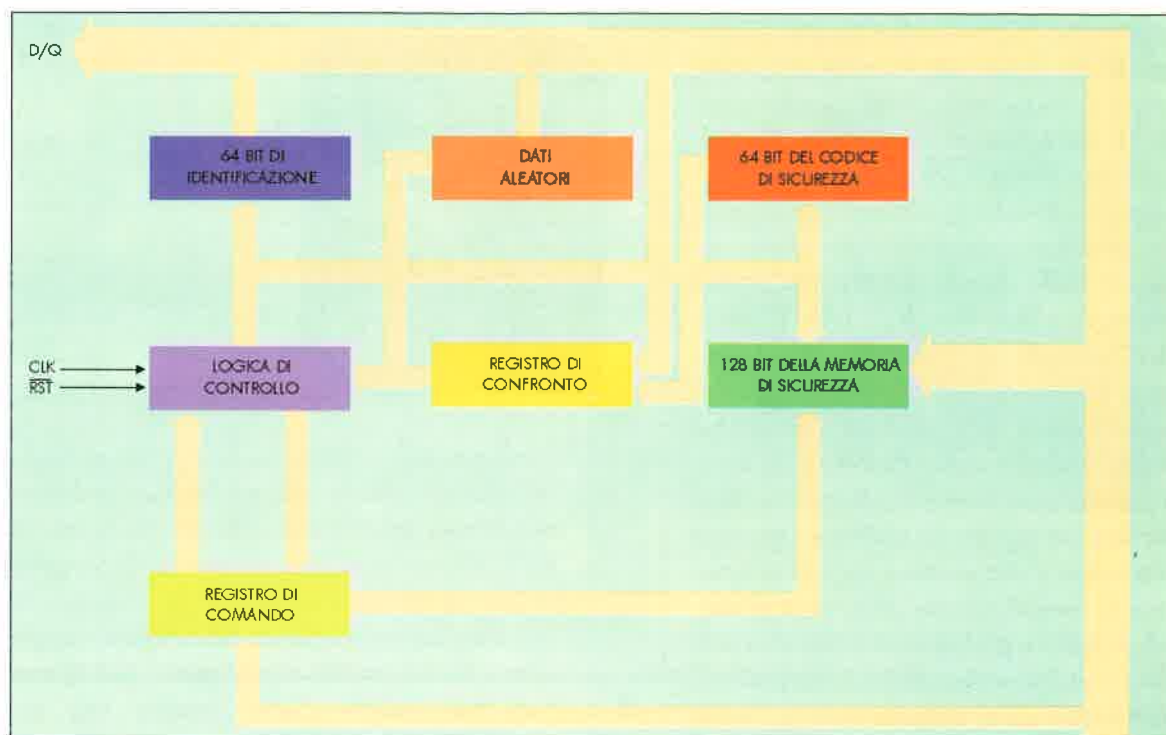 D/Q
64 BIT DI
IDENTIFICAZIONE
DATI
ALEATORI
64 BIT DEL CODICE
DI SICUREZZA
CLK
RST
LOGICA DI
CONTROLLO
REGISTRO DI
CONFRONTO
128 BIT DELLA MEMORIA
DI SICUREZZA
REGISTRO DI
COMANDO